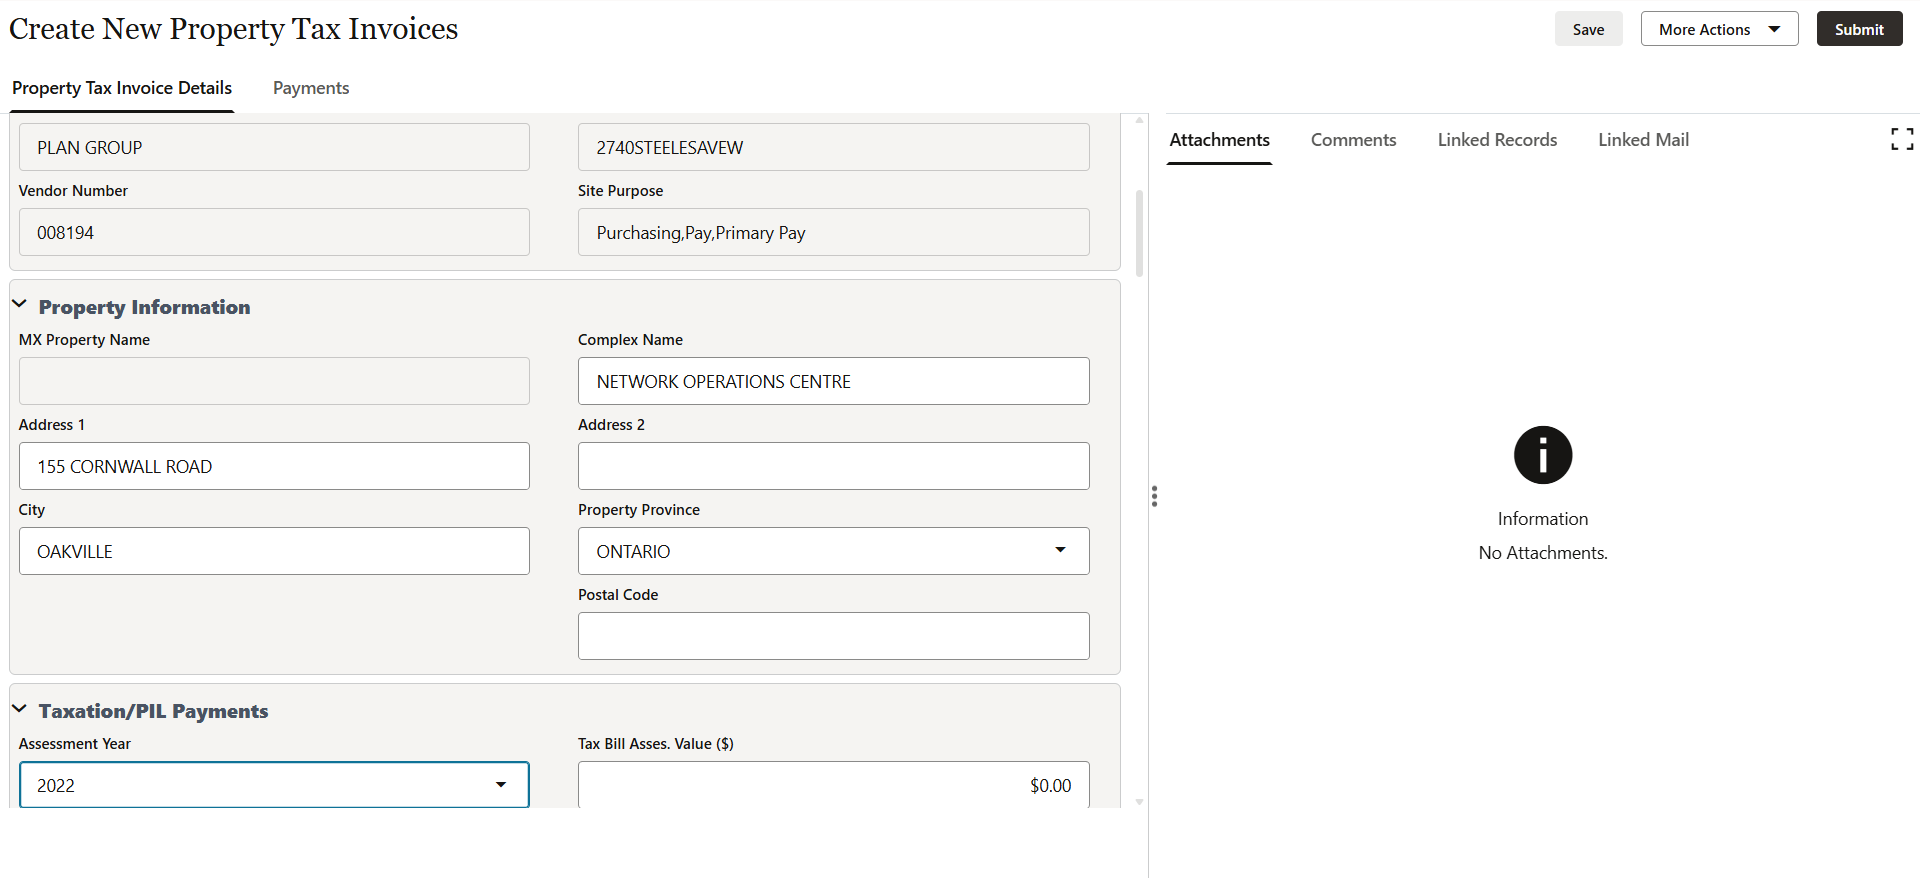 Create New Property Tax Invoices
Save
More Actions
Submit
Property Tax Invoice Details
Payments
PLAN GROUP
2740STEELESAVEW
Vendor Number
Site Purpose
008194
Purchasing,Pay,Primary Pay
Property Information
MX Property Name
Complex Name
NETWORK OPERATIONS CENTRE
Address 1
Address 2
155 CORNWALL ROAD
City
Property Province
OAKVILLE
ONTARIO
Postal Code
Taxation/PIL Payments
Assessment Year
Tax Bill Asses. Value ($)
2022
$0.00
Attachments
Comments
Linked Records
Linked Mail
Information
No Attachments.